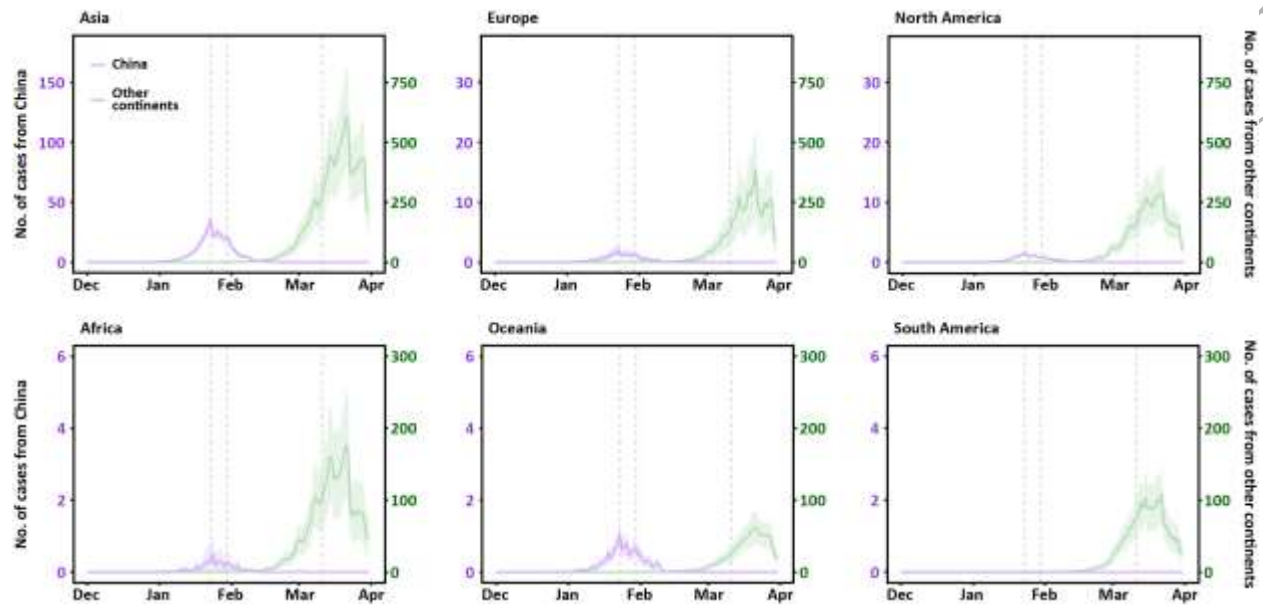 Asia
Europe
North America
China
Other
continents
150
100
50
0
750
500
250
0
30
20
10
0
750
500
250
0
30
20
10
0
750
500
250
0
No. of cases from China
No. of cases from other continents
Dec Jan Feb Mar Apr
Dec Jan Feb Mar Apr
Dec Jan Feb Mar Apr
Africa
Oceania
South America
6
4
2
0
300
200
100
0
6
4
2
0
300
200
100
0
6
4
2
0
300
200
100
0
No. of cases from China
No. of cases from other continents
Dec Jan Feb Mar Apr
Dec Jan Feb Mar Apr
Dec Jan Feb Mar Apr